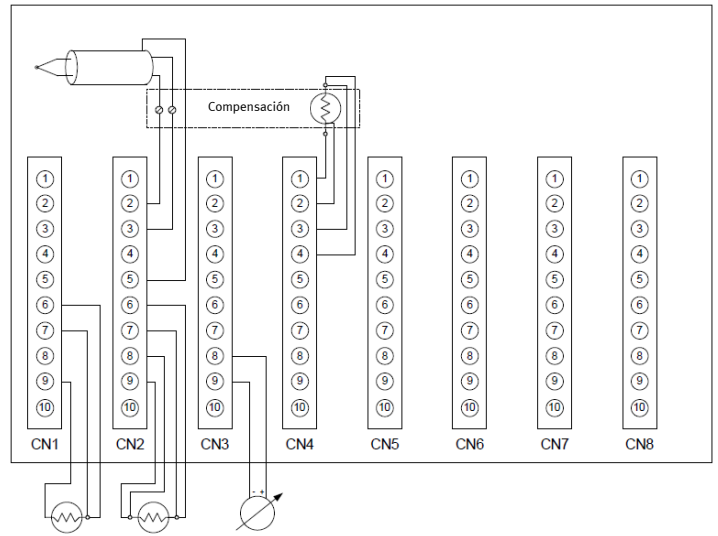 Compensación
1 1 1 1 1 1 1 1
2 2 2 2 2 2 2 2
3 3 3 3 3 3 3 3
4 4 4 4 4 4 4 4
5 5 5 5 5 5 5 5
6 6 6 6 6 6 6 6
7 7 7 7 7 7 7 7
8 8 8 8 8 8 8 8
9 9 9 9 9 9 9 9
10 10 10 10 10 10 10 10
CN1 CN2 CN3 CN4 CN5 CN6 CN7 CN8
- +